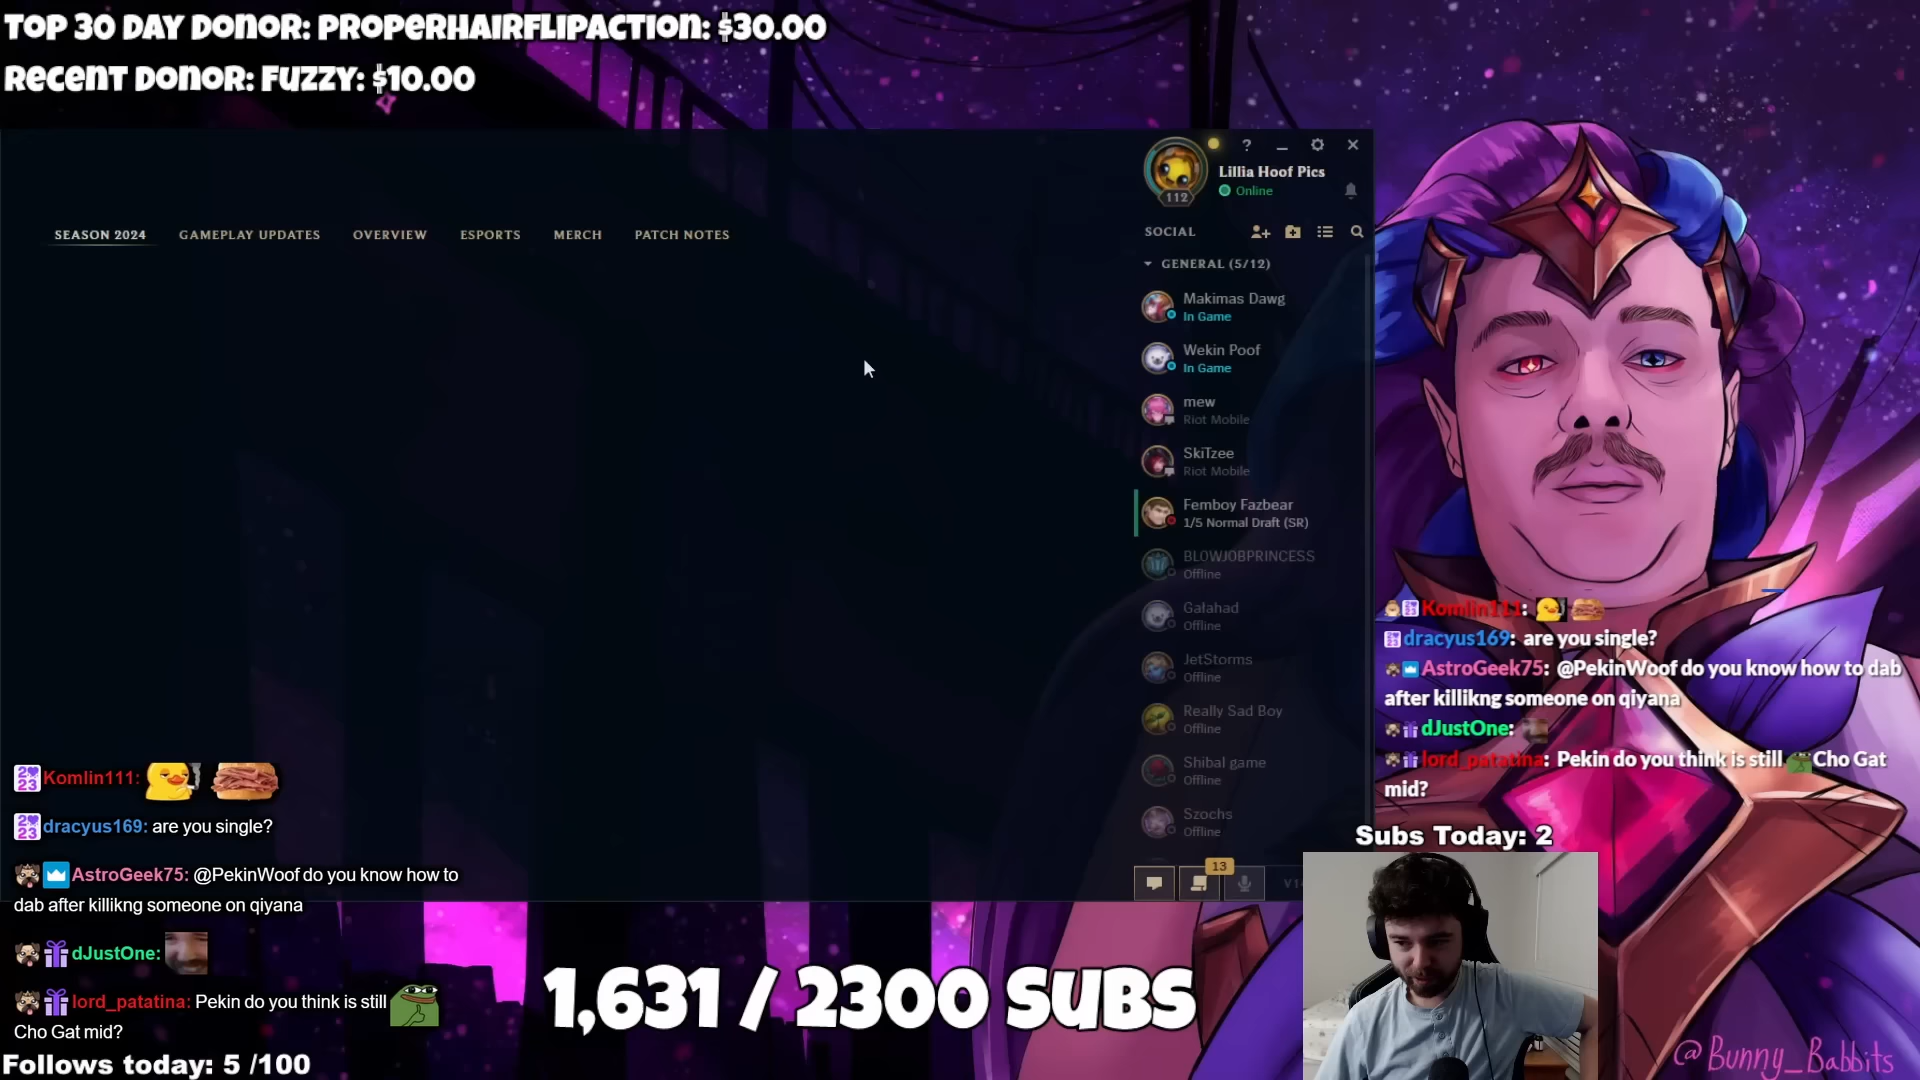 TOP 30 DAY DONOR: PROPERHAIRFLIPACTION: $30.00
RECENT DONOR: FUZZY: $10.00
?
Lillia Hoof Pics
112
Online
SEASON 2024 GAMEPLAY UPDATES OVERVIEW ESPORTS MERCH PATCH NOTES
SOCIAL
GENERAL (5/12)
Makimas Dawg
In Game
Wekin Poof
In Game
mew
Riot Mobile
SkiTzee
Riot Mobile
Femboy Fazbear
1/5 Normal Draft (SR)
BLOWJOBPRINCESS
Offline
Galahad
Offline
JetStorms
Offline
Really Sad Boy
Offline
Shibal game
Offline
Szochs
Offline
13
Komlin111:
dracyus169: are you single?
AstroGeek75: @PekinWoof do you know how to dab
after killikng someone on qiyana
dJustOne:
lord_patatina: Pekin do you think is still Cho Gat
mid?
Subs Today: 2
2023 Komlin111:
2023 dracyus169: are you single?
AstroGeek75: @PekinWoof do you know how to
dab after killikng someone on qiyana
dJustOne:
lord_patatina: Pekin do you think is still
Cho Gat mid?
Follows today: 5 /100
1,631 / 2300 SUBS
@Bunny_Babbits